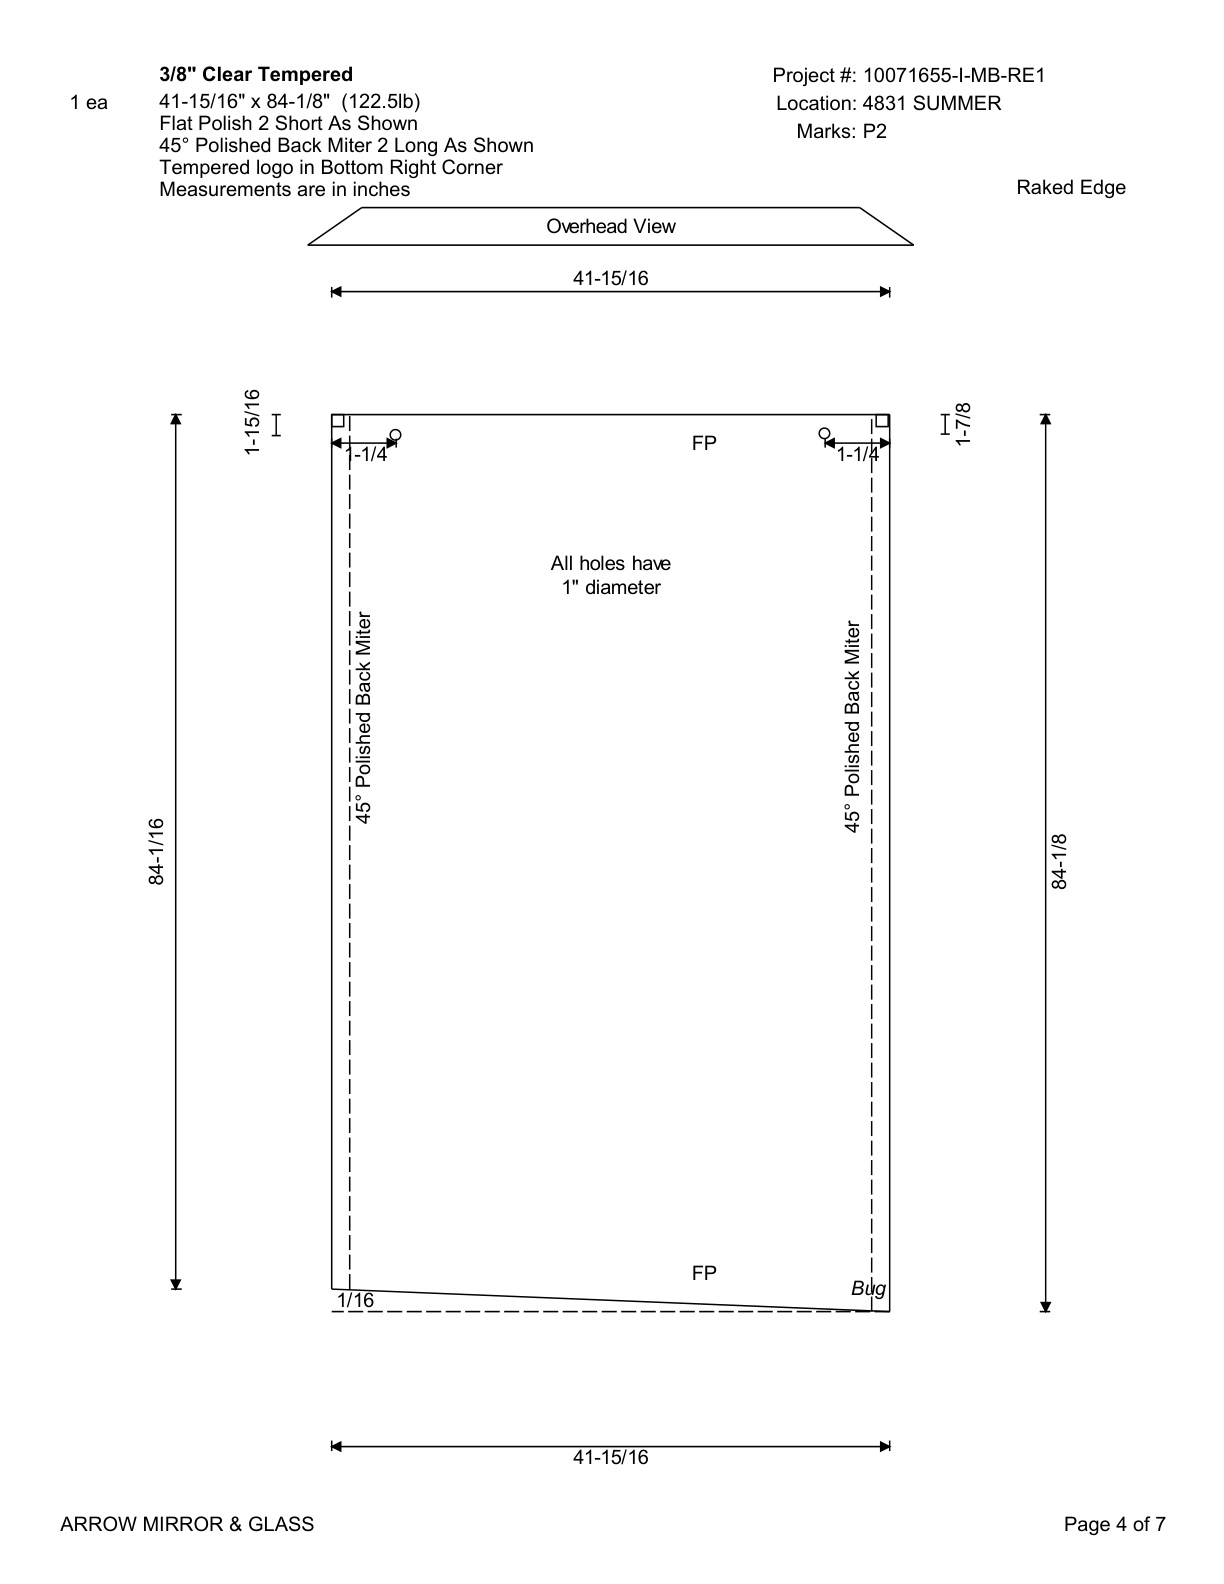 3/8" Clear Tempered
Project #: 10071655-I-MB-RE1
1 ea
41-15/16" x 84-1/8" (122.5lb)
Location: 4831 SUMMER
Flat Polish 2 Short As Shown
Marks: P2
45° Polished Back Miter 2 Long As Shown
Tempered logo in Bottom Right Corner
Measurements are in inches
Raked Edge
Overhead View
41-15/16
1-15/16
1-7/8
FP
1-1/4
1-1/4
All holes have
1" diameter
45° Polished Back Miter
45° Polished Back Miter
84-1/16
84-1/8
FP
Bug
1/16
41-15/16
ARROW MIRROR & GLASS
Page 4 of 7